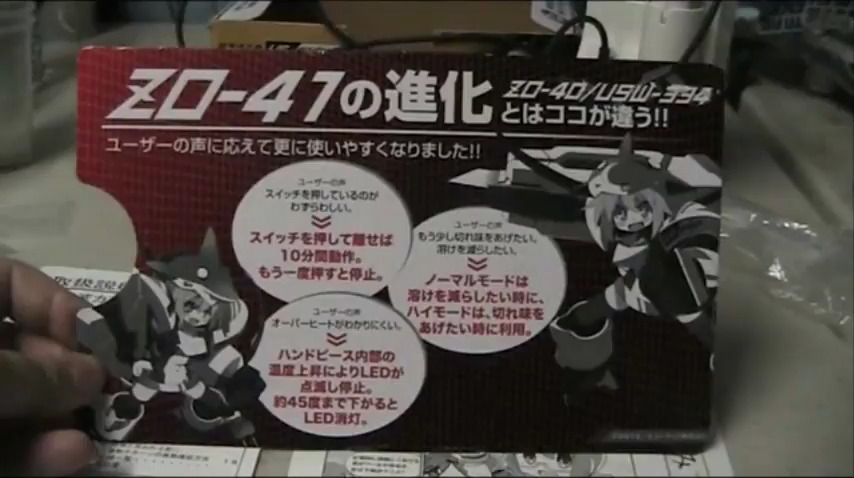 ZO-41の進化 ZO-40/USW-334
とはココが違う!!
ユーザーの声に応えて更に使いやすくなりました!!
ユーザーの声
スイッチを押しているのが
わずらわしい。
スイッチを押して離せば
10分間動作。
もう一度押すと停止。
ユーザーの声
もう少し切れ味をあげたい。
溶けを減らしたい。
ノーマルモードは
溶けを減らしたい時に、
ハイモードは、切れ味を
あげたい時に利用。
ユーザーの声
オーバーヒートがわかりにくい。
ハンドピース内部の
温度上昇によりLEDが
点滅し停止。
約45度まで下がると
LED消灯。